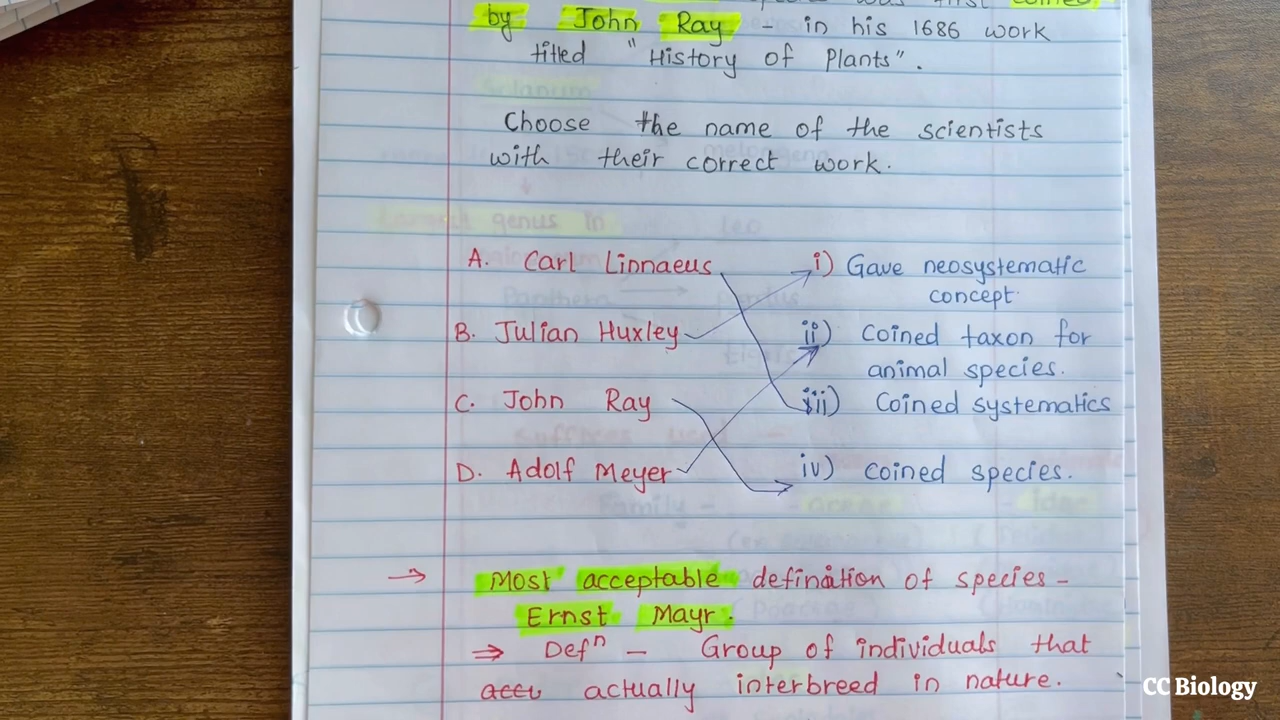 by John Ray - in his 1686 work
titled "History of Plants".
Choose the name of the scientists
with their correct work.
A. Carl Linnaeus
i) Gave neosystematic
concept.
B. Julian Huxley
ii) Coined taxon for
animal species.
C. John Ray
iii) Coined systematics
D. Adolf Meyer
iv) coined species.
→ Most acceptable defination of species -
Ernst Mayr.
⇒ Defⁿ - Group of individuals that
accu actually interbreed in nature.
CC Biology